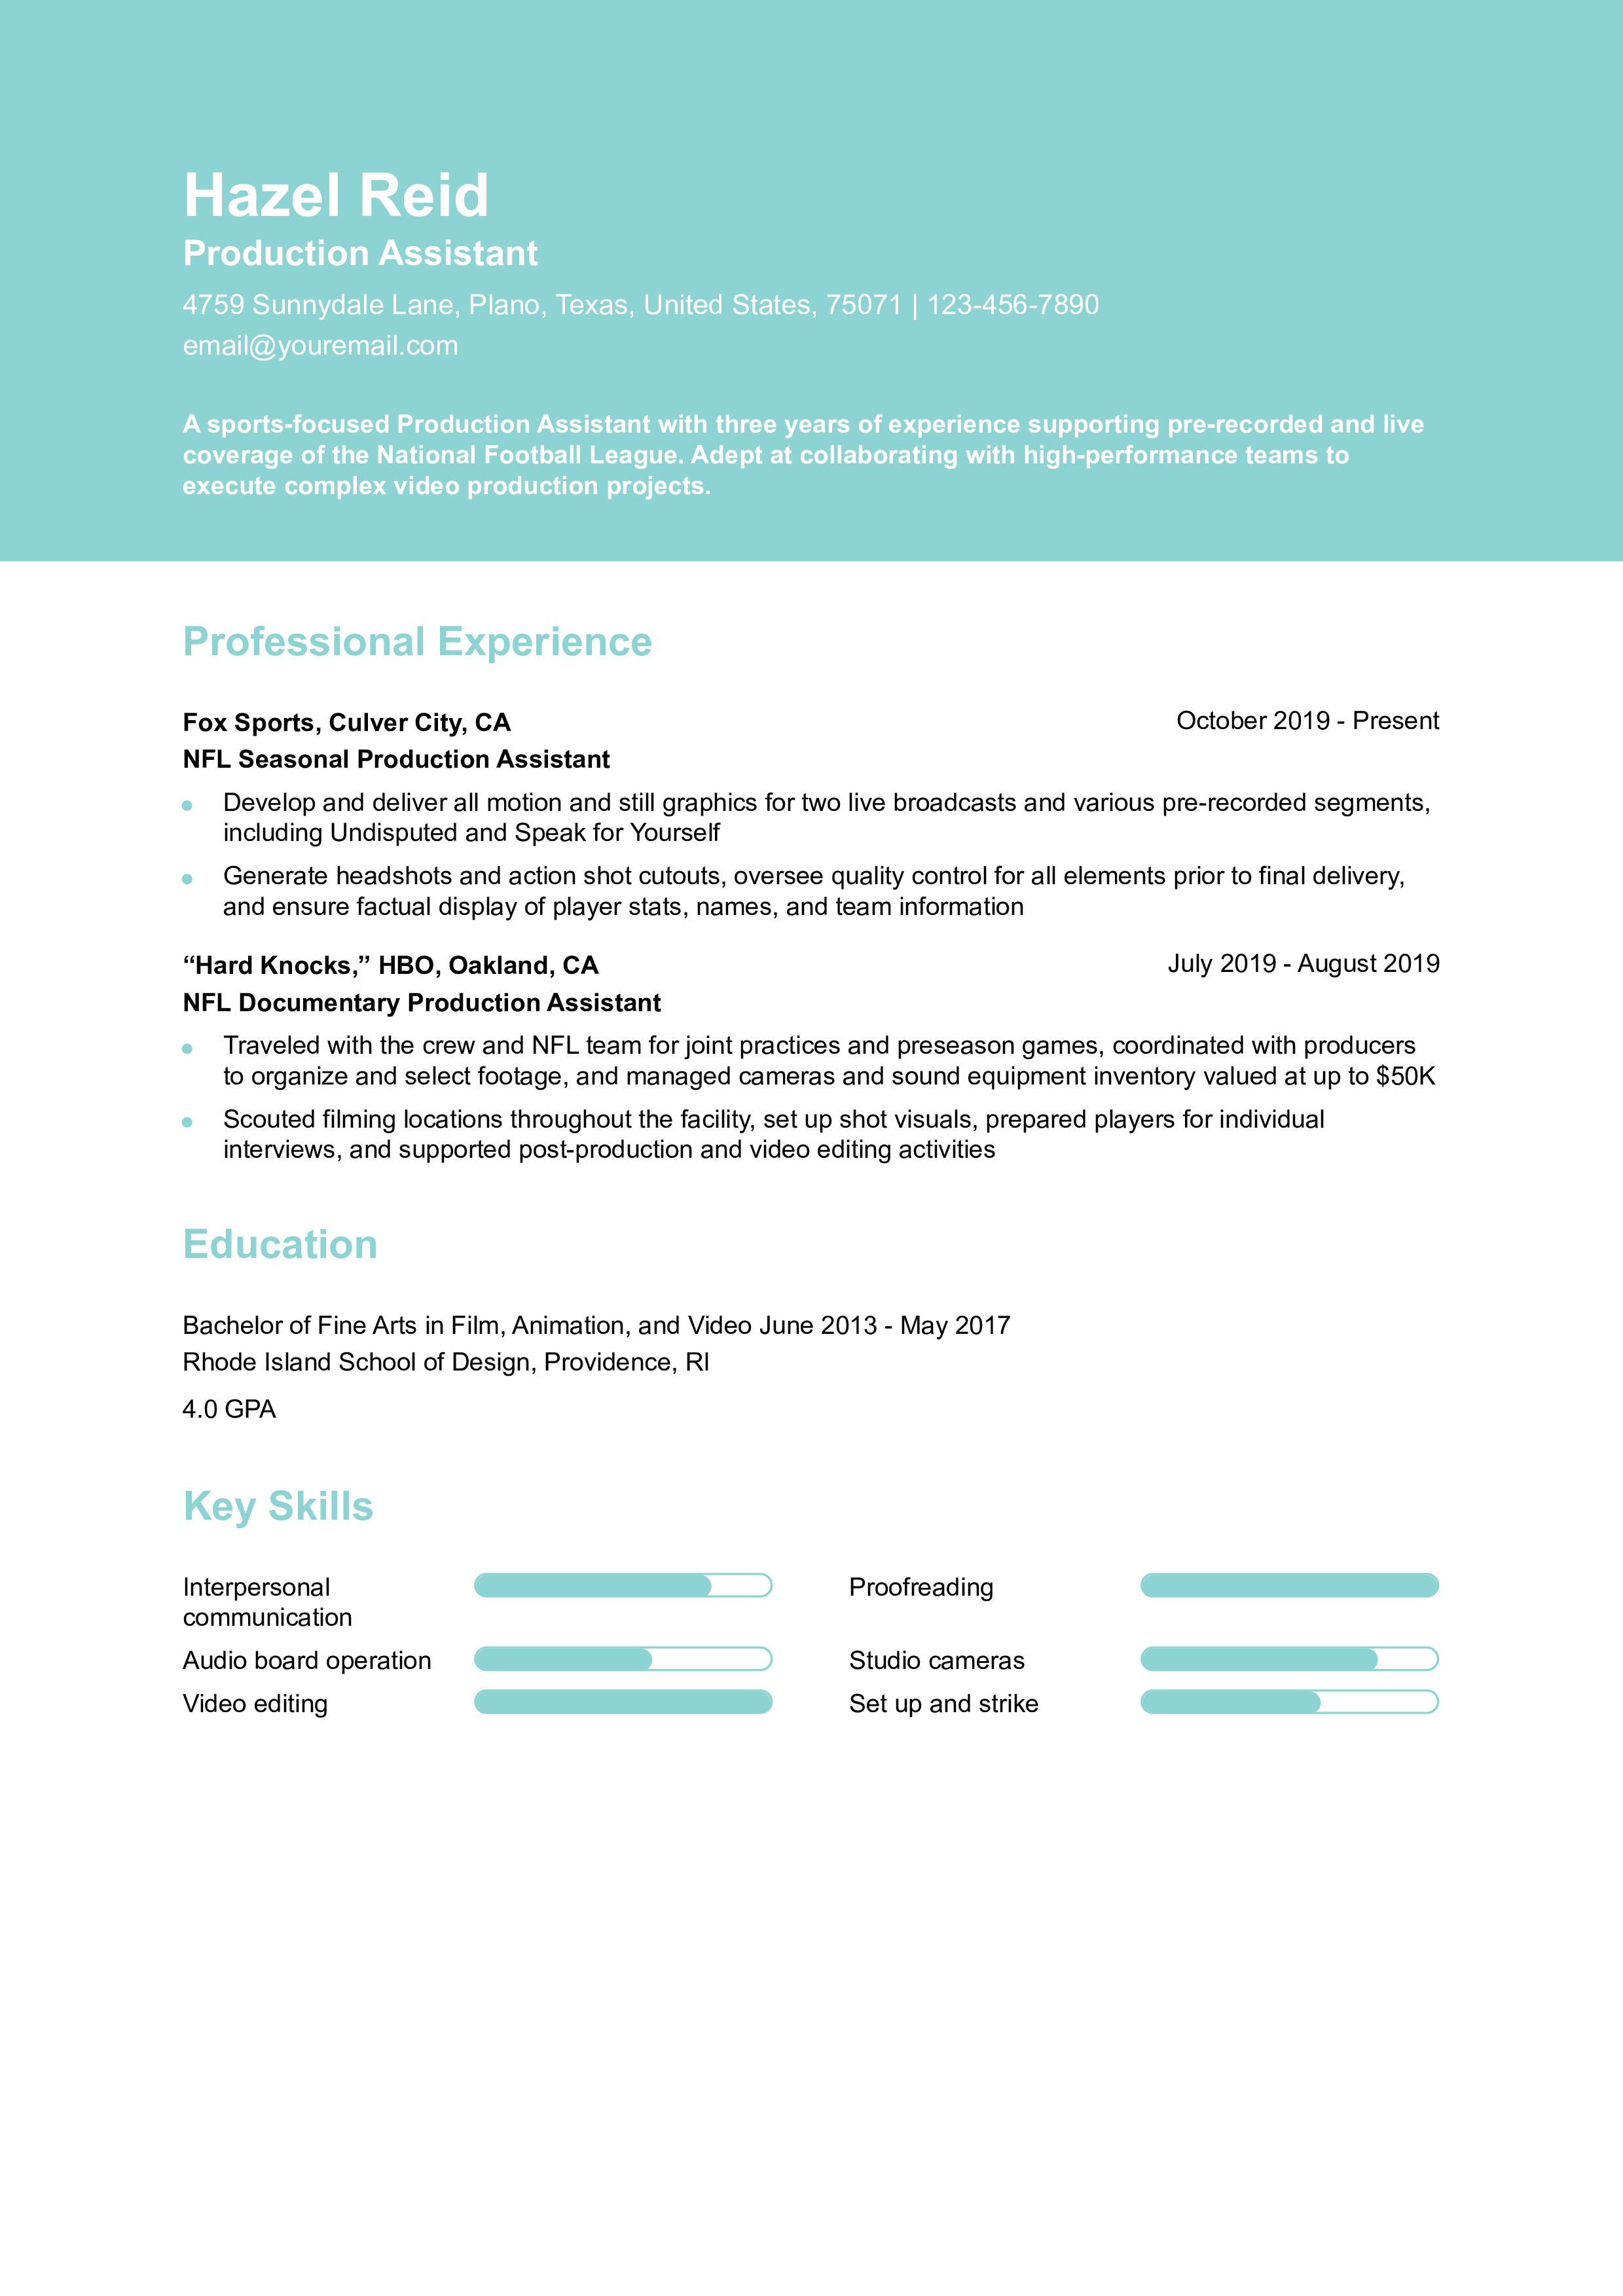 Hazel Reid
Production Assistant
4759 Sunnydale Lane, Plano, Texas, United States, 75071 | 123-456-7890
email@youremail.com
A sports-focused Production Assistant with three years of experience supporting pre-recorded and live
coverage of the National Football League. Adept at collaborating with high-performance teams to
execute complex video production projects.
Professional Experience
Fox Sports, Culver City, CA October 2019 - Present
NFL Seasonal Production Assistant
• Develop and deliver all motion and still graphics for two live broadcasts and various pre-recorded segments,
including Undisputed and Speak for Yourself
• Generate headshots and action shot cutouts, oversee quality control for all elements prior to final delivery,
and ensure factual display of player stats, names, and team information
“Hard Knocks,” HBO, Oakland, CA July 2019 - August 2019
NFL Documentary Production Assistant
• Traveled with the crew and NFL team for joint practices and preseason games, coordinated with producers
to organize and select footage, and managed cameras and sound equipment inventory valued at up to $50K
• Scouted filming locations throughout the facility, set up shot visuals, prepared players for individual
interviews, and supported post-production and video editing activities
Education
Bachelor of Fine Arts in Film, Animation, and Video June 2013 - May 2017
Rhode Island School of Design, Providence, RI
4.0 GPA
Key Skills
Interpersonal
communication
Proofreading
Audio board operation
Studio cameras
Video editing
Set up and strike